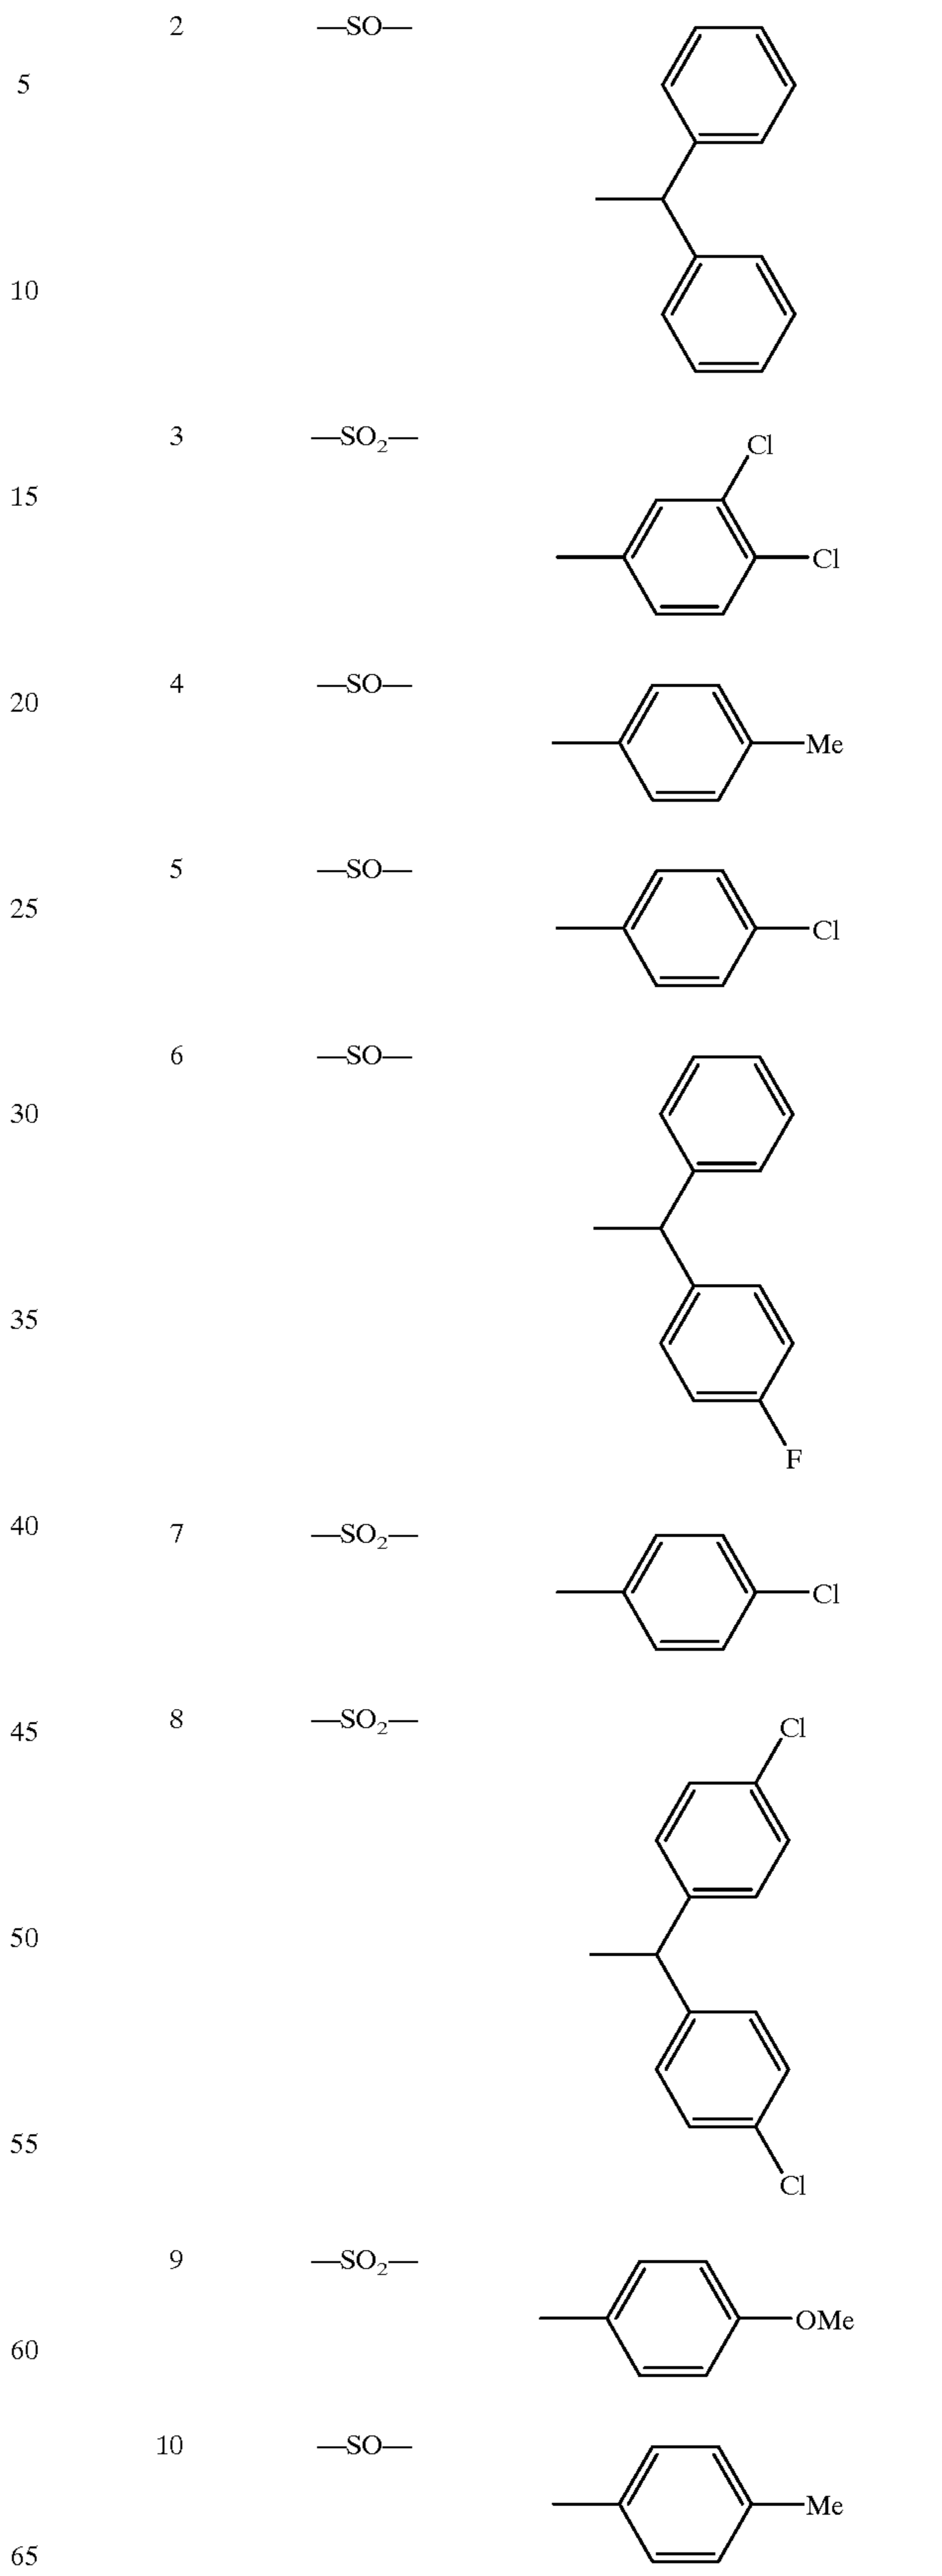 2 —SO—
5
10
3 —SO₂— Cl
15
Cl
20 4 —SO—
Me
5 —SO—
25
Cl
6 —SO—
30
35
F
40 7 —SO₂—
Cl
45 8 —SO₂— Cl
50
55
Cl
9 —SO₂—
OMe
60
10 —SO—
Me
65